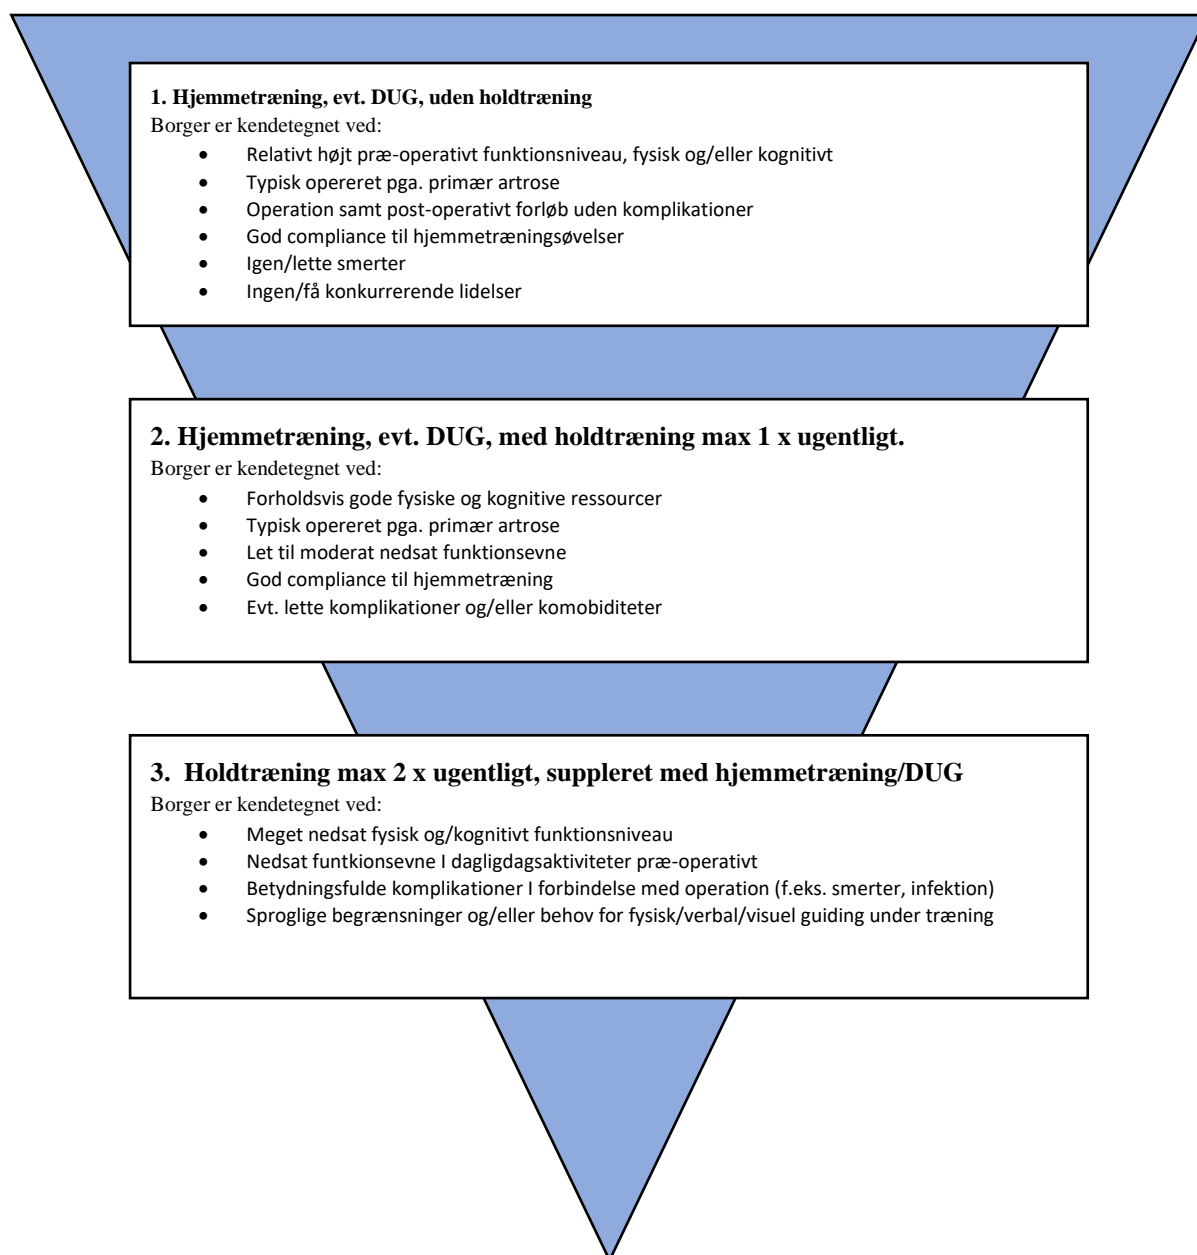 1. Hjemmetræning, evt. DUG, uden holdtræning
Borger er kendetegnet ved:
• Relativt højt præ-operativt funktionsniveau, fysisk og/eller kognitivt
• Typisk opereret pga. primær artrose
• Operation samt post-operativt forløb uden komplikationer
• God compliance til hjemmetræningsøvelser
• Igen/lette smerter
• Ingen/få konkurrerende lidelser
2. Hjemmetræning, evt. DUG, med holdtræning max 1 x ugentligt.
Borger er kendetegnet ved:
• Forholdsvis gode fysiske og kognitive ressourcer
• Typisk opereret pga. primær artrose
• Let til moderat nedsat funktionsevne
• God compliance til hjemmetræning
• Evt. lette komplikationer og/eller komobiditeter
3. Holdtræning max 2 x ugentligt, suppleret med hjemmetræning/DUG
Borger er kendetegnet ved:
• Meget nedsat fysisk og/kognitivt funktionsniveau
• Nedsat funtkionsevne I dagligdagsaktiviteter præ-operativt
• Betydningsfulde komplikationer I forbindelse med operation (f.eks. smerter, infektion)
• Sproglige begrænsninger og/eller behov for fysisk/verbal/visuel guiding under træning